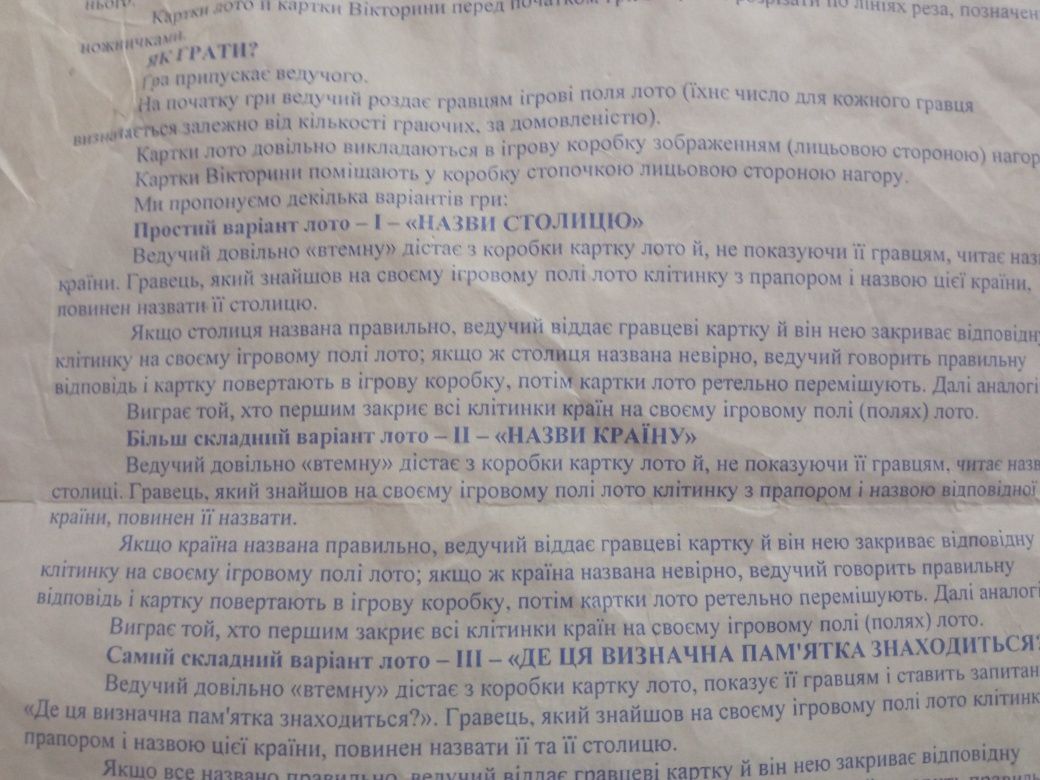 нього.
Картки лото й картки Вікторини перед початком розрізати по лініях реза,
ножничками.
ЯК ГРАТИ?
Гра припускає ведучого.
На початку гри ведучий роздає гравцям ігрові поля лото (їхнє число для кожного гравця
визначається залежно від кількості граючих, за домовленістю).
Картки лото довільно викладаються в ігрову коробку зображенням (лицьовою стороною) нагор
Картки Вікторини поміщають у коробку стопочкою лицьовою стороною нагору.
Ми пропонуємо декілька варіантів гри:
Простий варіант лото – І – «НАЗВИ СТОЛИЦЮ»
Ведучий довільно «втемну» дістає з коробки картку лото й, не показуючи її гравцям, читає наз
країни. Гравець, який знайшов на своєму ігровому полі лото клітинку з прапором і назвою цієї країни,
повинен назвати її столицю.
Якщо столиця названа правильно, ведучий віддає гравцеві картку й він нею закриває відповідну
клітинку на своєму ігровому полі лото; якщо ж столиця названа невірно, ведучий говорить правильну
відповідь і картку повертають в ігрову коробку, потім картки лото ретельно перемішують. Далі аналогі
Виграє той, хто першим закриє всі клітинки країн на своєму ігровому полі (полях) лото.
Більш складний варіант лото – ІІ – «НАЗВИ КРАЇНУ»
Ведучий довільно «втемну» дістає з коробки картку лото й, не показуючи її гравцям, читає назв
столиці. Гравець, який знайшов на своєму ігровому полі лото клітинку з прапором і назвою відповідної
країни, повинен її назвати.
Якщо країна названа правильно, ведучий віддає гравцеві картку й він нею закриває відповідну
клітинку на своєму ігровому полі лото; якщо ж країна названа невірно, ведучий говорить правильну
відповідь і картку повертають в ігрову коробку, потім картки лото ретельно перемішують. Далі аналогі
Виграє той, хто першим закриє всі клітинки країн на своєму ігровому полі (полях) лото.
Самий складний варіант лото – ІІІ – «ДЕ ЦЯ ВИЗНАЧНА ПАМ'ЯТКА ЗНАХОДИТЬСЯ?
Ведучий довільно «втемну» дістає з коробки картку лото, показує її гравцям і ставить запитан
«Де ця визначна пам'ятка знаходиться?». Гравець, який знайшов на своєму ігровому полі лото клітинк
прапором і назвою цієї країни, повинен назвати її та її столицю.
Якщо все названо правильно, ведучий віддає гравцеві картку й він нею закриває відповідну